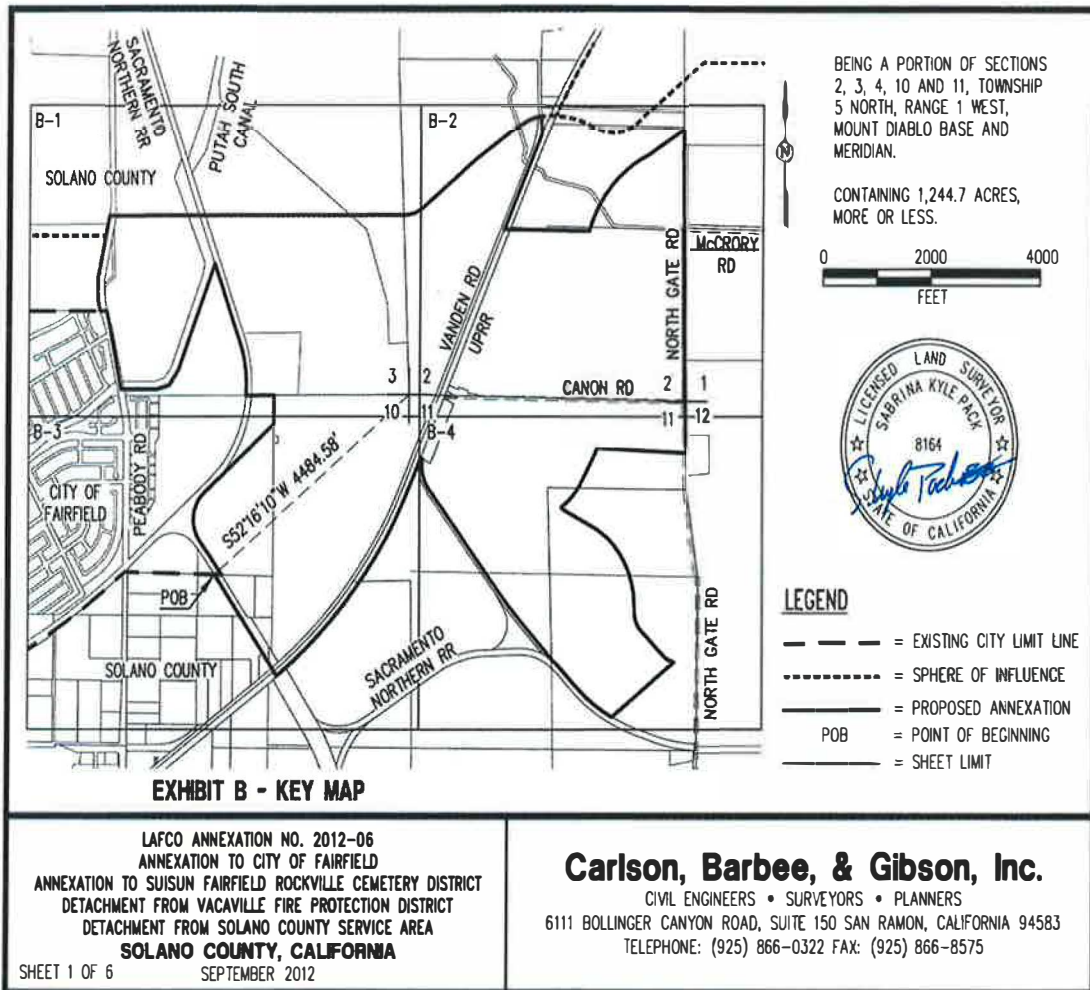 SACRAMENTO
NORTHERN RR
PUTAH SOUTH
CANAL
B-1
B-2
SOLANO COUNTY
VANDEN RD
UPRR
NORTH GATE RD
McCRORY
RD
CANON RD
3
2
10
11
2
1
11
12
B-3
B-4
PEABODY RD
CITY OF
FAIRFIELD
S52°16'10"W 4484.58'
POB
SOLANO COUNTY
SACRAMENTO
NORTHERN RR
NORTH GATE RD
EXHIBIT B - KEY MAP
BEING A PORTION OF SECTIONS
2, 3, 4, 10 AND 11, TOWNSHIP
5 NORTH, RANGE 1 WEST,
MOUNT DIABLO BASE AND
MERIDIAN.
CONTAINING 1,244.7 ACRES,
MORE OR LESS.
N
0 2000 4000
FEET
LICENSED LAND SURVEYOR
SABRINA KYLE PACK
8164
STATE OF CALIFORNIA
LEGEND
= EXISTING CITY LIMIT LINE
= SPHERE OF INFLUENCE
= PROPOSED ANNEXATION
POB = POINT OF BEGINNING
= SHEET LIMIT
LAFCO ANNEXATION NO. 2012-06
ANNEXATION TO CITY OF FAIRFIELD
ANNEXATION TO SUISUN FAIRFIELD ROCKVILLE CEMETERY DISTRICT
DETACHMENT FROM VACAVILLE FIRE PROTECTION DISTRICT
DETACHMENT FROM SOLANO COUNTY SERVICE AREA
SOLANO COUNTY, CALIFORNIA
SHEET 1 OF 6 SEPTEMBER 2012
Carlson, Barbee, & Gibson, Inc.
CIVIL ENGINEERS • SURVEYORS • PLANNERS
6111 BOLLINGER CANYON ROAD, SUITE 150 SAN RAMON, CALIFORNIA 94583
TELEPHONE: (925) 866-0322 FAX: (925) 866-8575